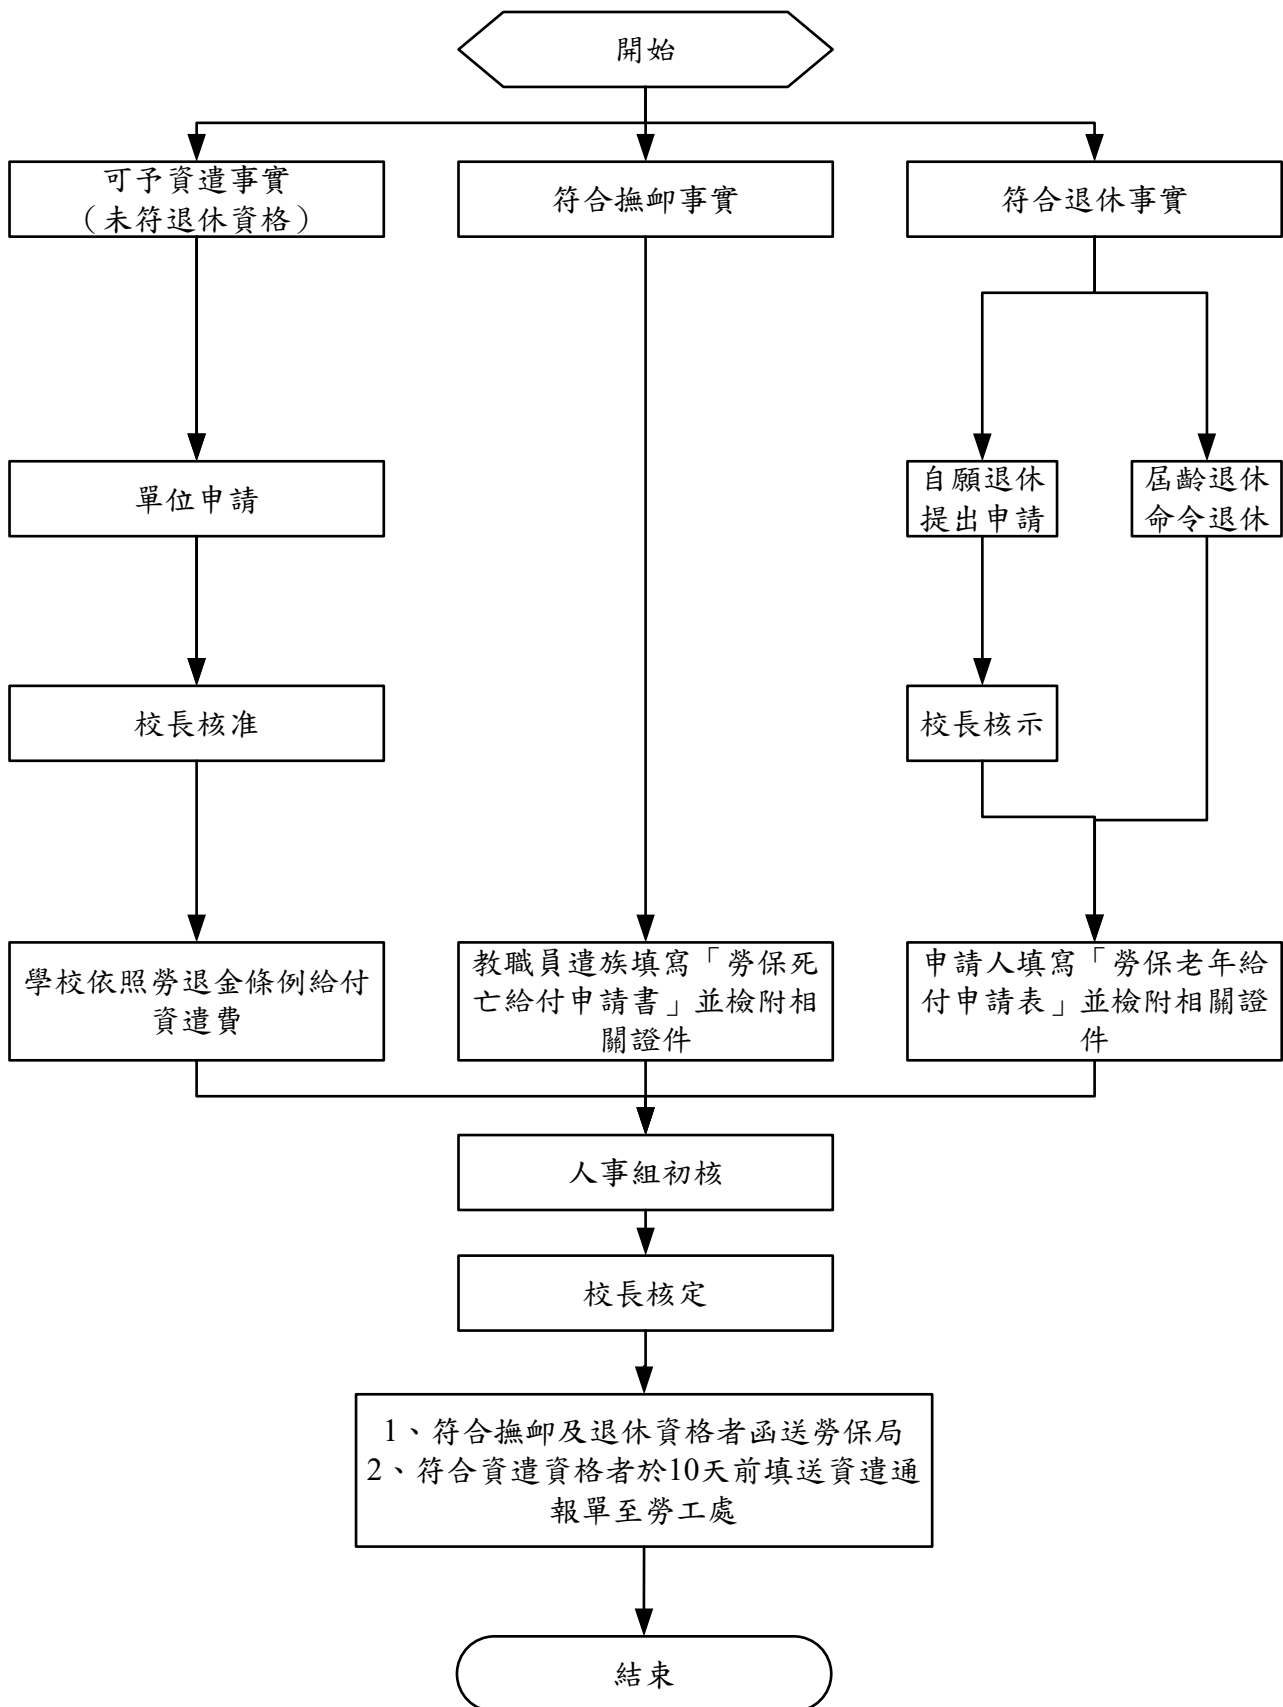 開始
可予資遣事實
（未符退休資格）
符合撫卹事實
符合退休事實
單位申請
自願退休
提出申請
屆齡退休
命令退休
校長核准
校長核示
學校依照勞退金條例給付
資遣費
教職員遺族填寫「勞保死
亡給付申請書」並檢附相
關證件
申請人填寫「勞保老年給
付申請表」並檢附相關證
件
人事組初核
校長核定
1、符合撫卹及退休資格者函送勞保局
2、符合資遣資格者於10天前填送資遣通
報單至勞工處
結束